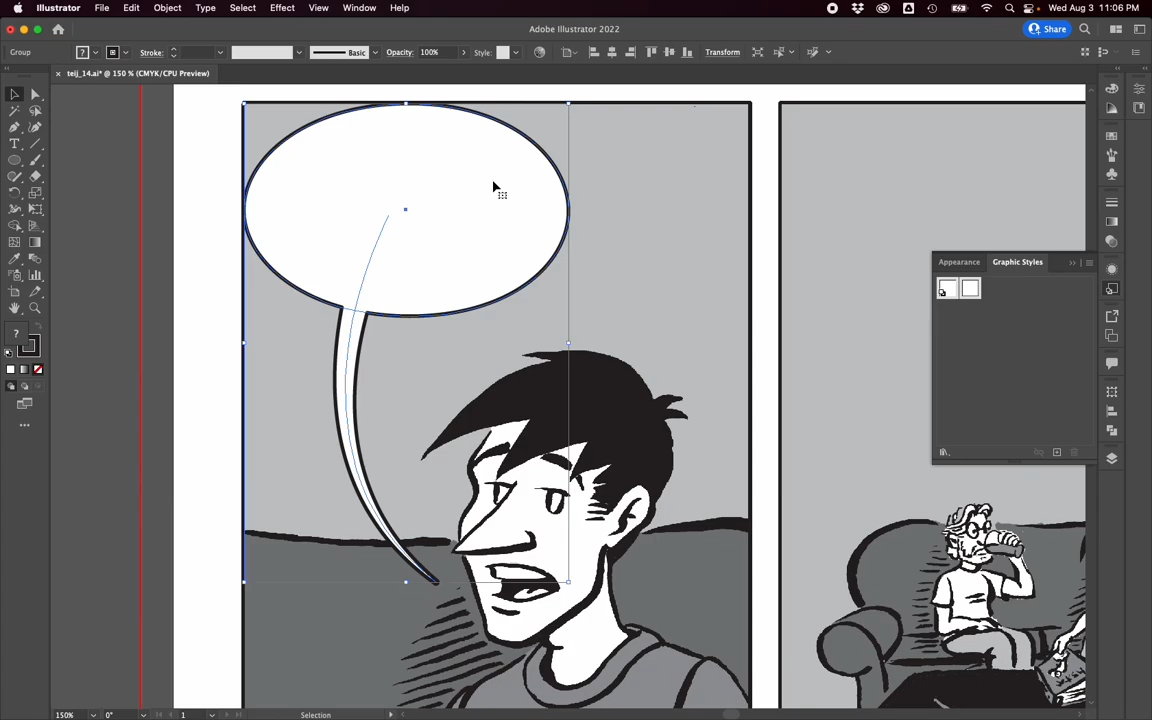 Illustrator File Edit Object Type Select Effect View Window Help Wed Aug 3 11:06 PM
Adobe Illustrator 2022 Share
Group ? Stroke: Basic Opacity: 100% Style: Transform
× teij_14.ai* @ 150 % (CMYK/CPU Preview)
Appearance Graphic Styles
?
150% 0° 1 Selection